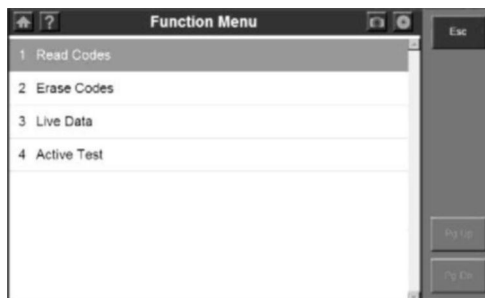 ? Function Menu
Esc
1 Read Codes
2 Erase Codes
3 Live Data
4 Active Test
Pg Up
Pg Dn